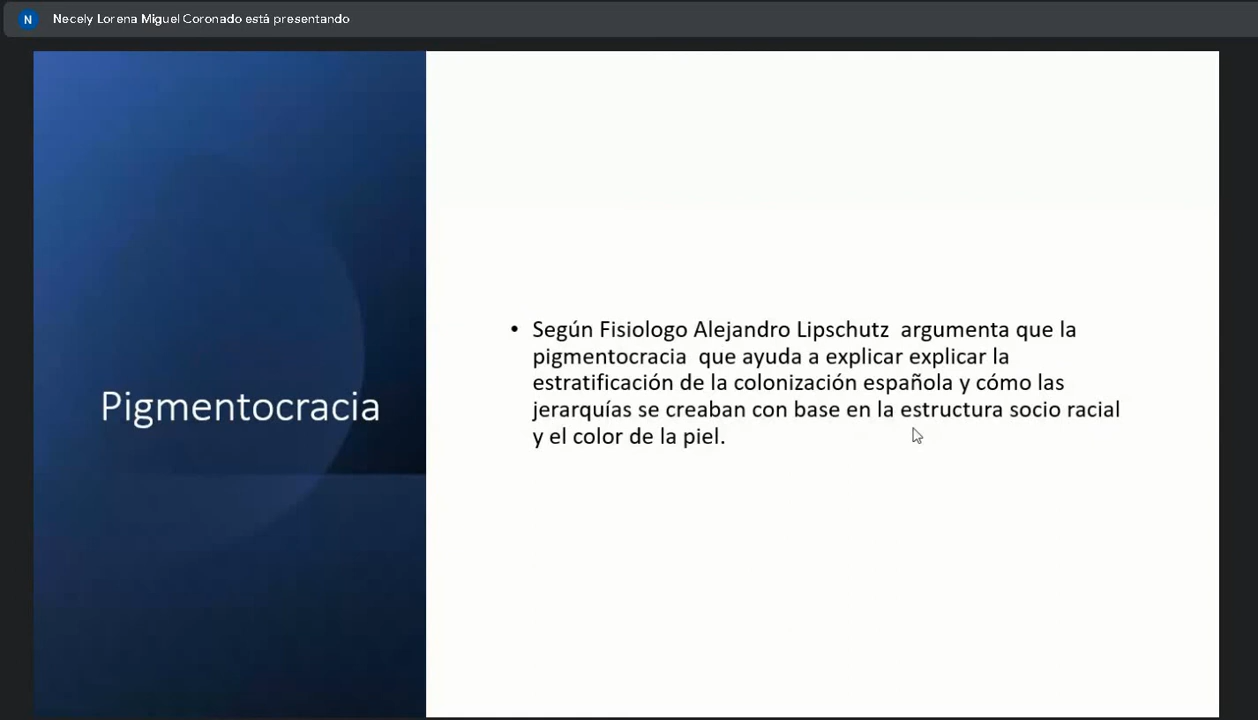 N Necely Lorena Miguel Coronado está presentando
Pigmentocracia
• Según Fisiologo Alejandro Lipschutz argumenta que la
pigmentocracia que ayuda a explicar explicar la
estratificación de la colonización española y cómo las
jerarquías se creaban con base en la estructura socio racial
y el color de la piel.